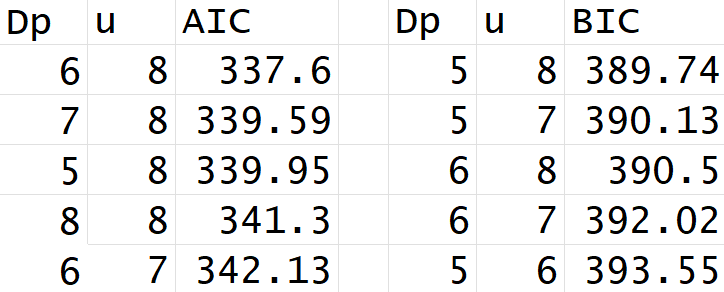 Dp u AIC Dp u BIC
6 8 337.6 5 8 389.74
7 8 339.59 5 7 390.13
5 8 339.95 6 8 390.5
8 8 341.3 6 7 392.02
6 7 342.13 5 6 393.55